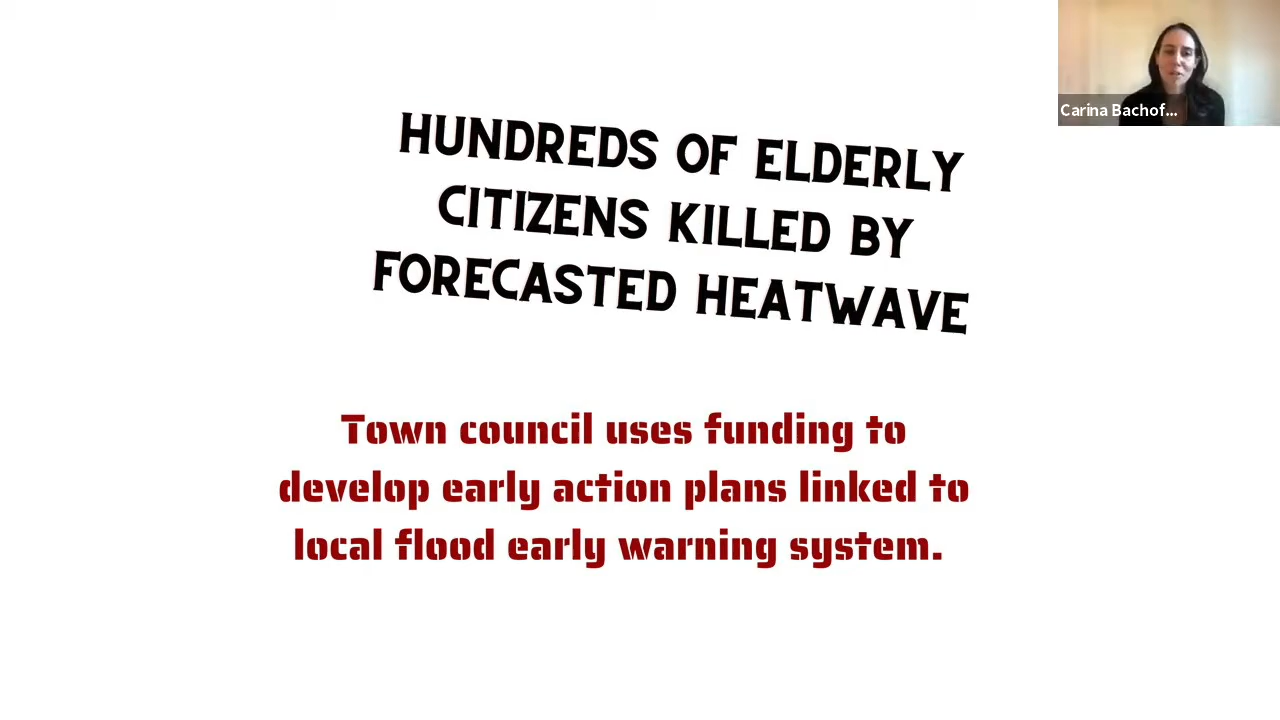 HUNDREDS OF ELDERLY
CITIZENS KILLED BY
FORECASTED HEATWAVE
Town council uses funding to
develop early action plans linked to
local flood early warning system.
Carina Bachof...